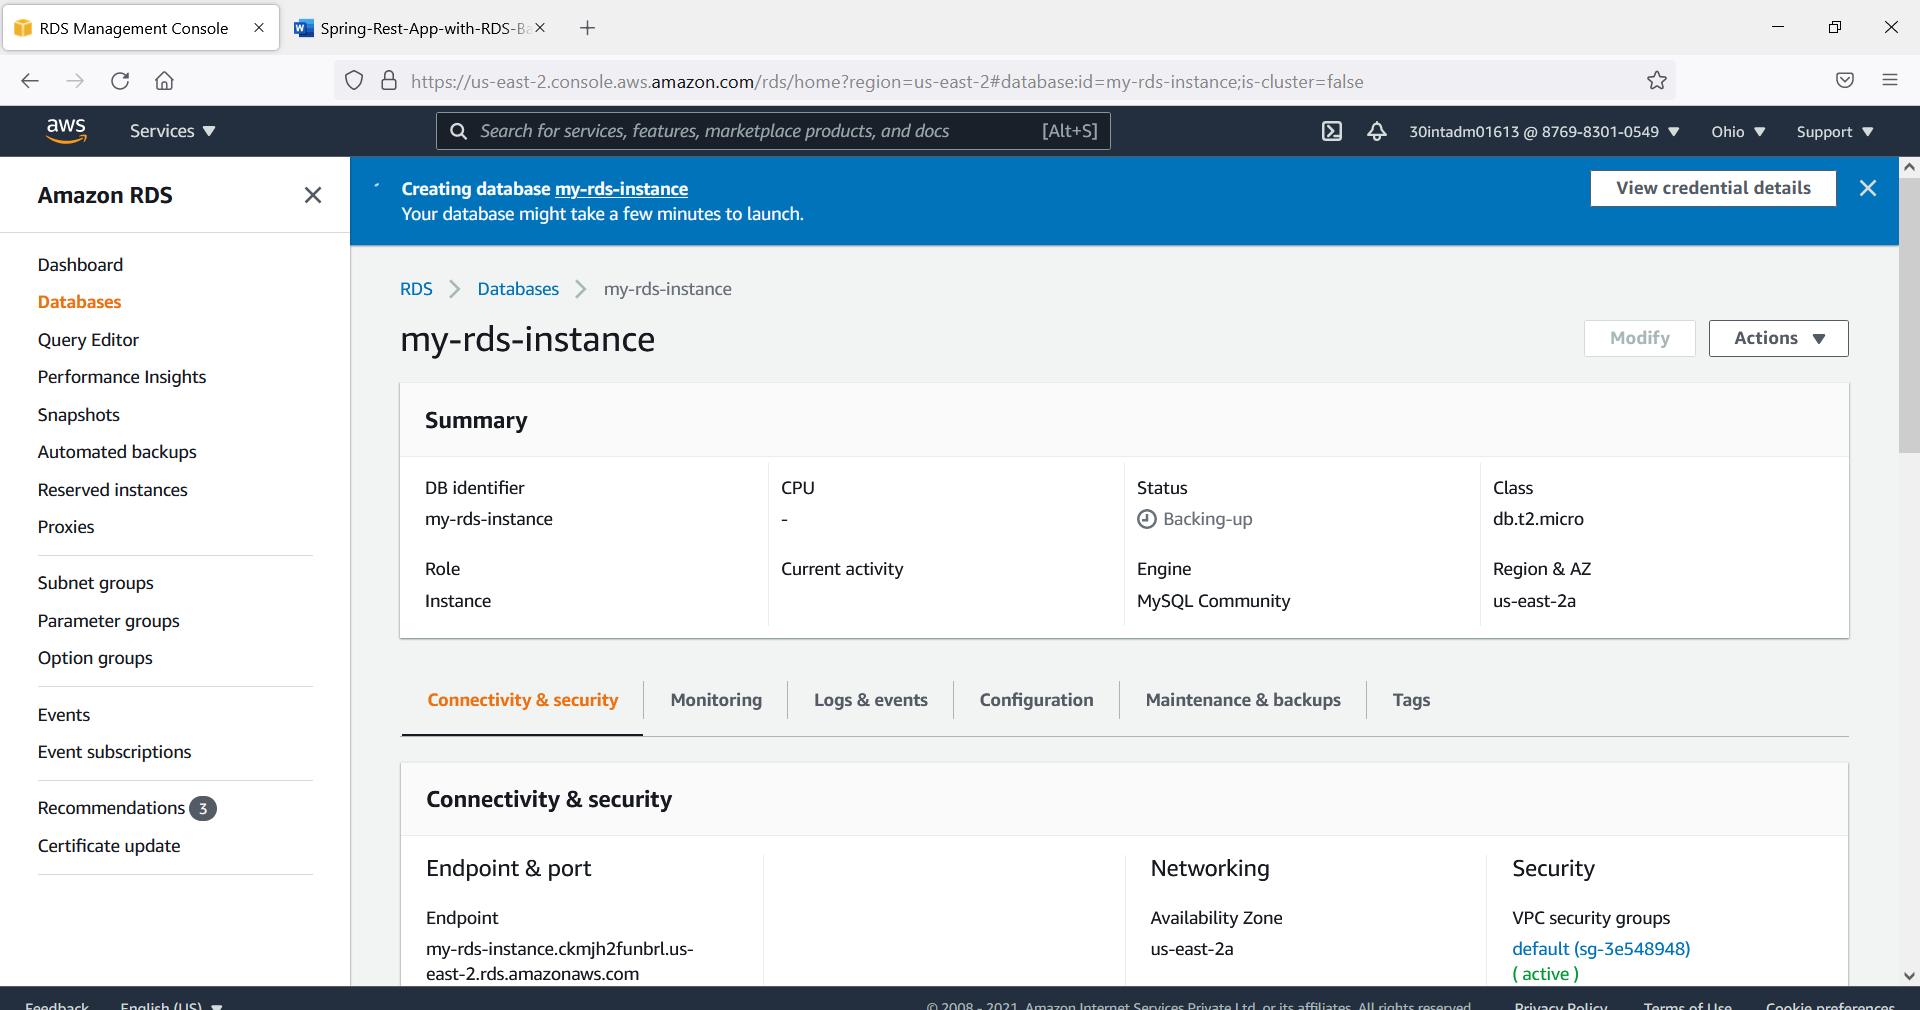 RDS Management Console
Spring-Rest-App-with-RDS-Ba
https://us-east-2.console.aws.amazon.com/rds/home?region=us-east-2#database:id=my-rds-instance;is-cluster=false
aws
Services
Search for services, features, marketplace products, and docs
[Alt+S]
30intadm01613 @ 8769-8301-0549
Ohio
Support
Amazon RDS
Dashboard
Databases
Query Editor
Performance Insights
Snapshots
Automated backups
Reserved instances
Proxies
Subnet groups
Parameter groups
Option groups
Events
Event subscriptions
Recommendations 3
Certificate update
Creating database my-rds-instance
Your database might take a few minutes to launch.
View credential details
RDS
Databases
my-rds-instance
my-rds-instance
Modify
Actions
Summary
DB identifier
my-rds-instance
CPU
-
Status
Backing-up
Class
db.t2.micro
Role
Instance
Current activity
Engine
MySQL Community
Region & AZ
us-east-2a
Connectivity & security
Monitoring
Logs & events
Configuration
Maintenance & backups
Tags
Connectivity & security
Endpoint & port
Endpoint
my-rds-instance.ckmjh2funbrl.us-
east-2.rds.amazonaws.com
Networking
Availability Zone
us-east-2a
Security
VPC security groups
default (sg-3e548948)
( active )
Feedback
English (US)
© 2008 - 2021, Amazon Internet Services Private Ltd. or its affiliates. All rights reserved.
Privacy Policy
Terms of Use
Cookie preferences